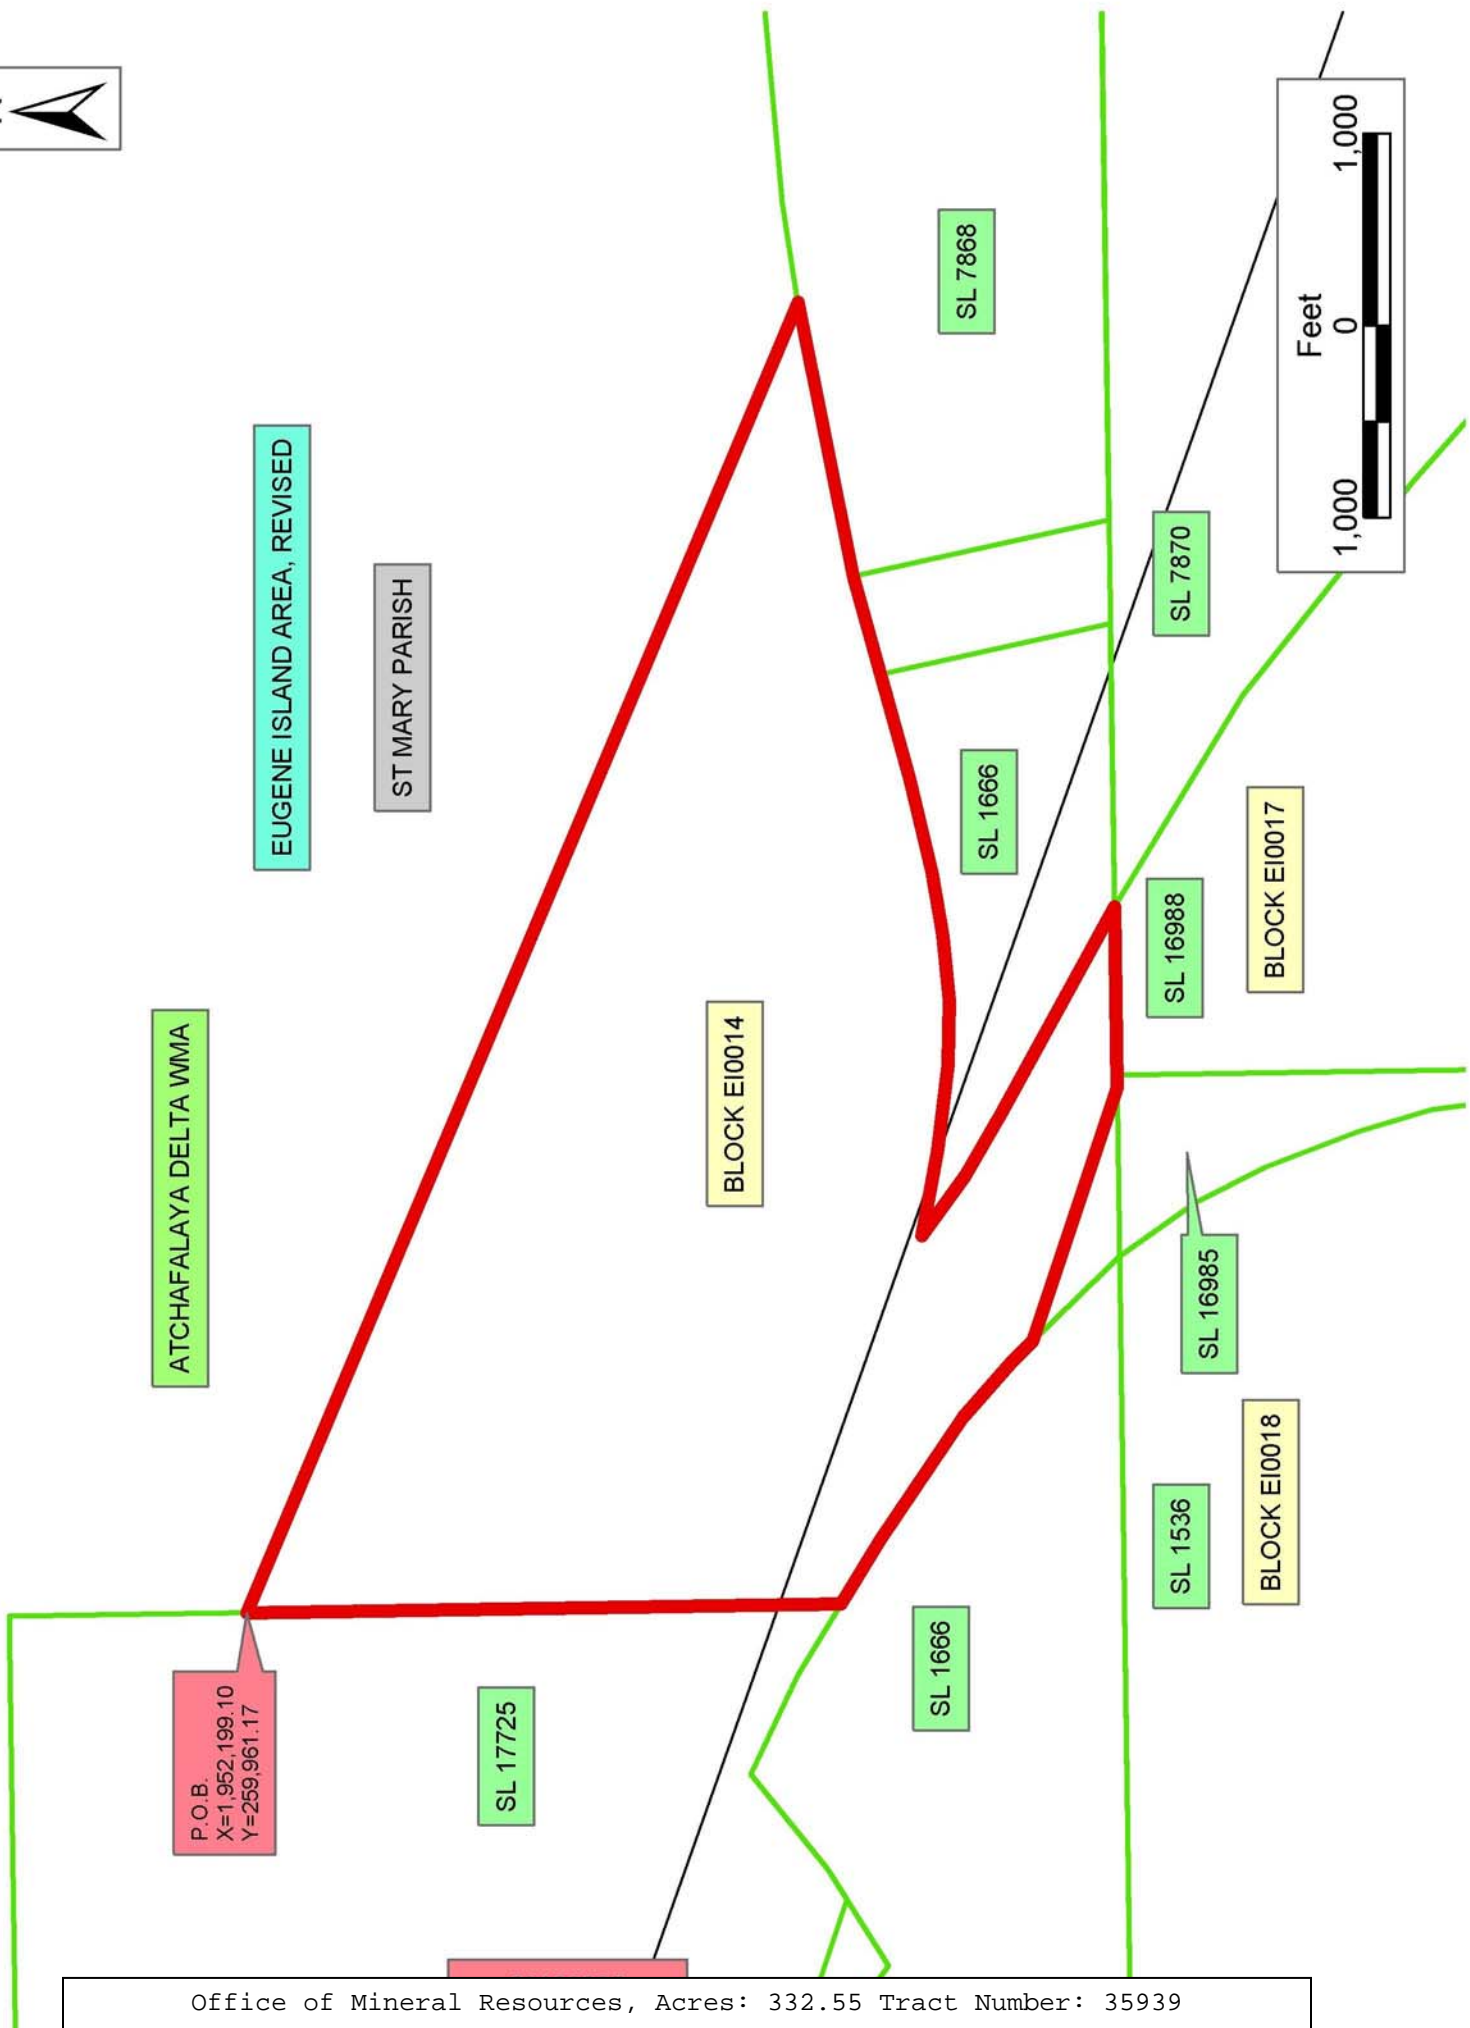 ATCHAFALAYA DELTA WMA
EUGENE ISLAND AREA, REVISED
ST MARY PARISH
P.O.B.
X=1,952,199.10
Y=259,961.17
SL 17725
BLOCK EI0014
SL 7868
SL 1666
SL 1666
SL 7870
SL 16988
BLOCK EI0017
SL 16985
SL 1536
BLOCK EI0018
Feet
1,000 0 1,000
Office of Mineral Resources, Acres: 332.55 Tract Number: 35939